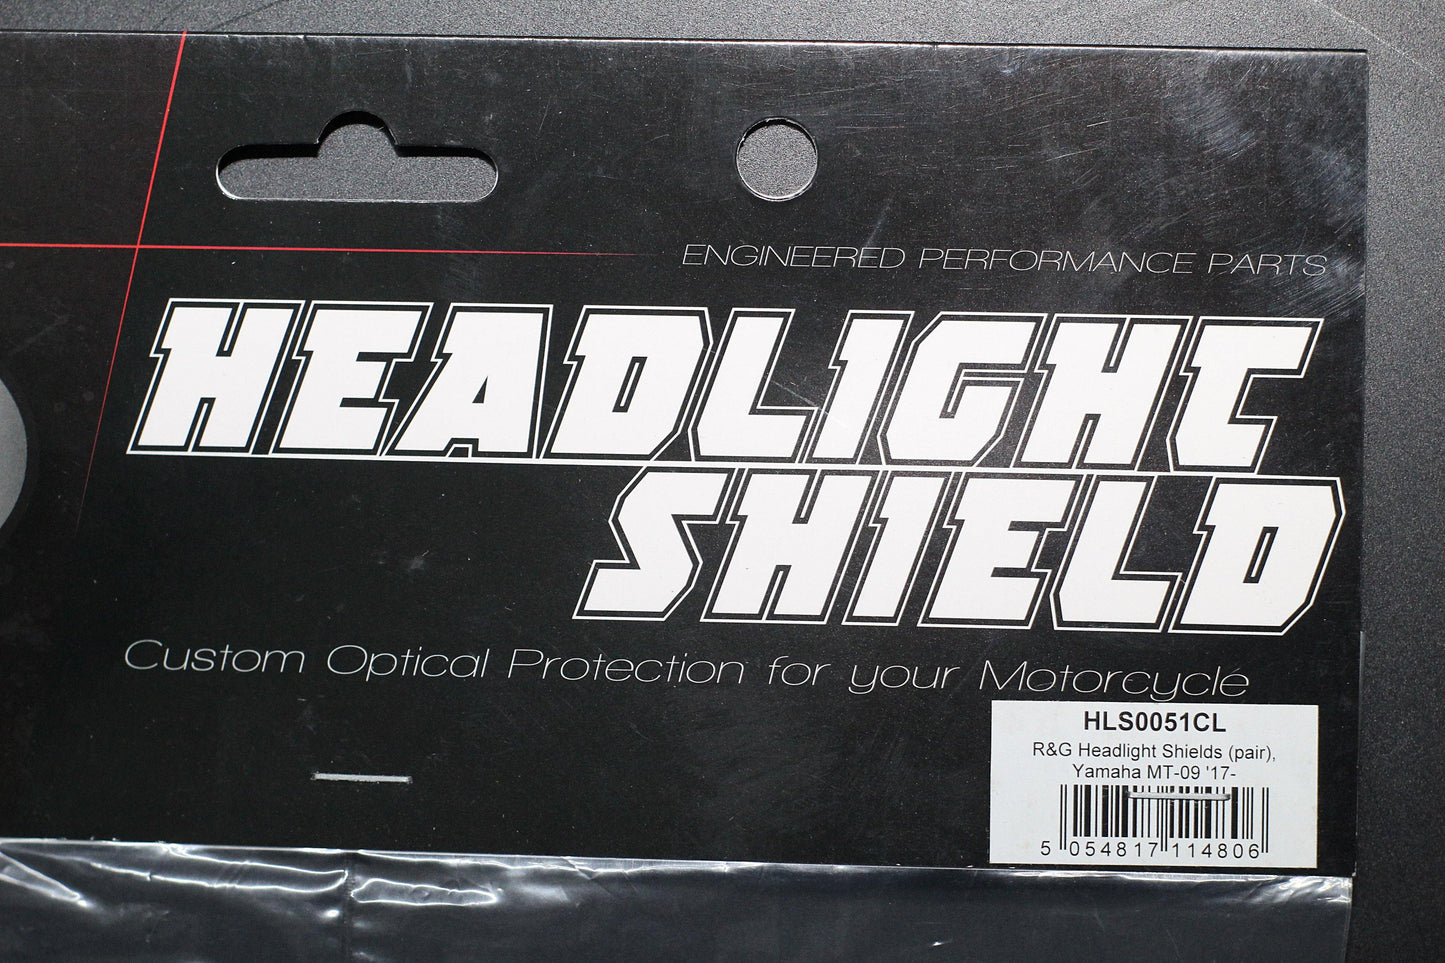 ENGINEERED PERFORMANCE PARTS
HEADLIGHT
SHIELD
Custom Optical Protection for your Motorcycle
HLS0051CL
R&G Headlight Shields (pair),
Yamaha MT-09 '17-
5 054817 114806